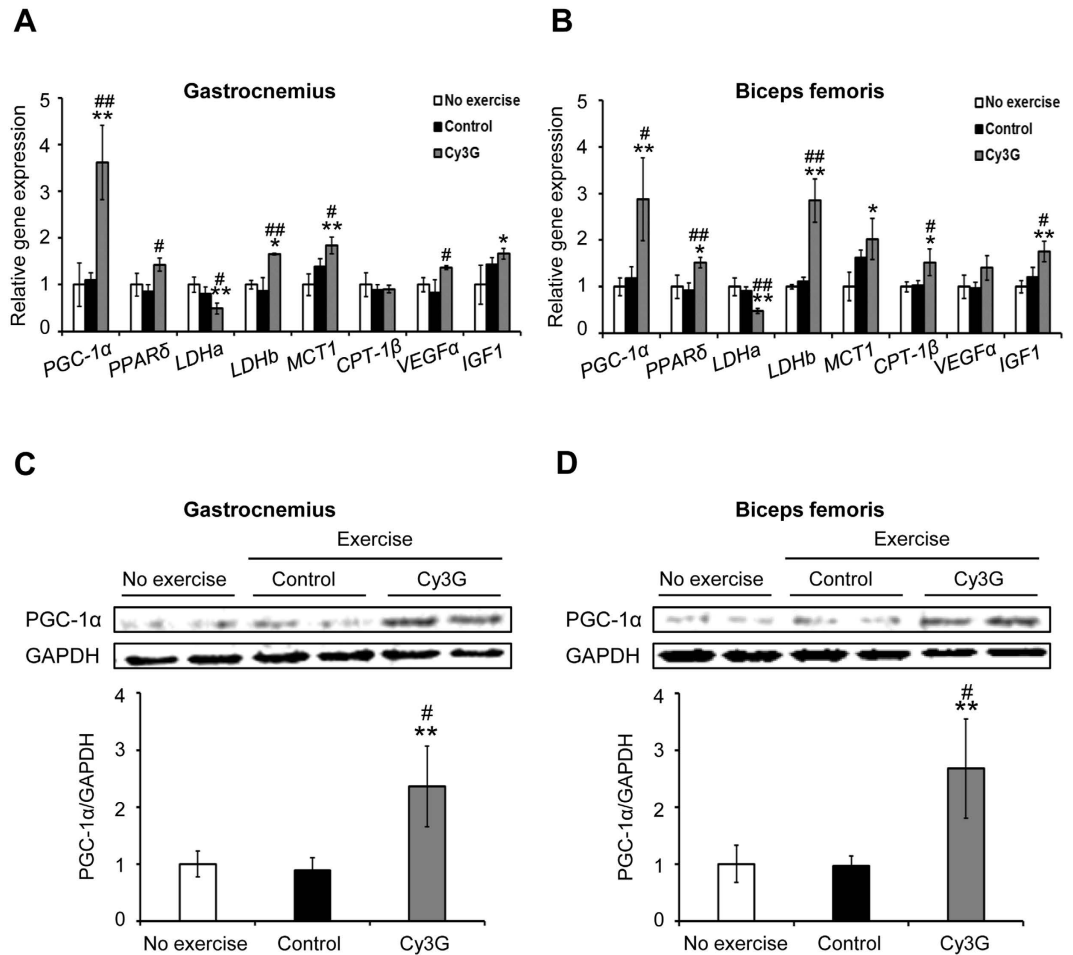 A
Gastrocnemius
Relative gene expression
5
4
3
2
1
0
No exercise
Control
Cy3G
##
**
#
#
**
##
*
#
**
#
*
PGC-1α PPARδ LDHa LDHb MCT1 CPT-1β VEGFα IGF1
B
Biceps femoris
Relative gene expression
5
4
3
2
1
0
No exercise
Control
Cy3G
#
**
##
*
##
**
##
**
*
#
*
#
**
PGC-1α PPARδ LDHa LDHb MCT1 CPT-1β VEGFα IGF1
C
Gastrocnemius
Exercise
No exercise Control Cy3G
PGC-1α
GAPDH
PGC-1α/GAPDH
4
3
2
1
0
#
**
No exercise Control Cy3G
D
Biceps femoris
Exercise
No exercise Control Cy3G
PGC-1α
GAPDH
PGC-1α/GAPDH
4
3
2
1
0
#
**
No exercise Control Cy3G